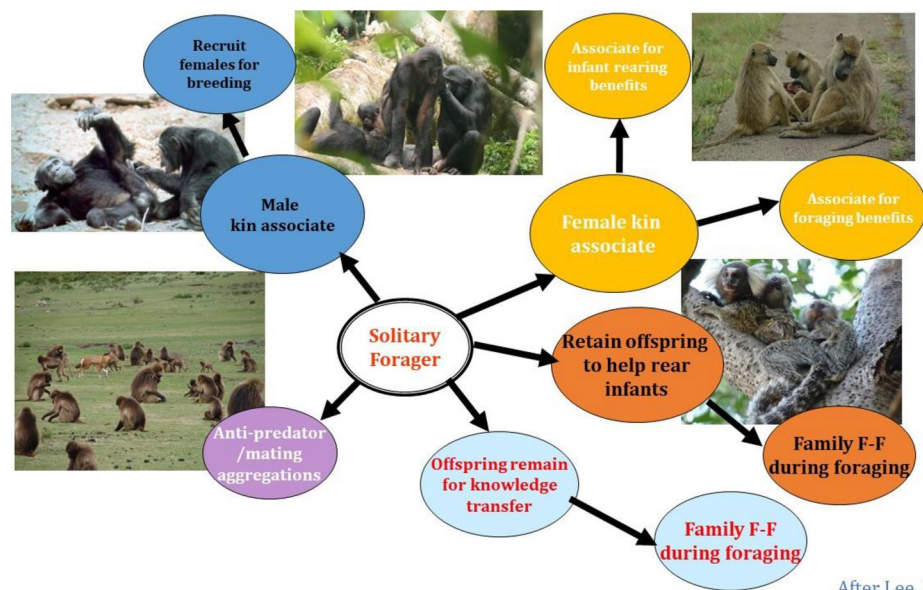 Recruit
females for
breeding
Associate for
infant rearing
benefits
Male
kin associate
Female kin
associate
Associate for
foraging benefits
Solitary
Forager
Retain offspring
to help rear
infants
Anti-predator
/mating
aggregations
Offspring remain
for knowledge
transfer
Family F-F
during foraging
Family F-F
during foraging
After Lee